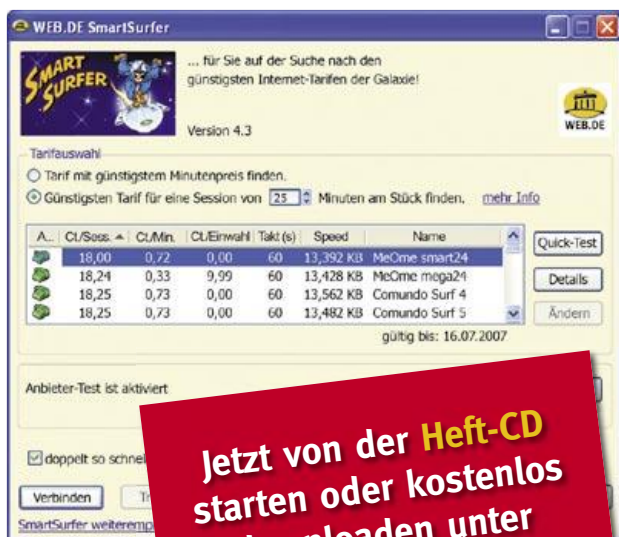 WEB.DE SmartSurfer
SMART SURFER
... für Sie auf der Suche nach den
günstigsten Internet-Tarifen der Galaxie!
Version 4.3
WEB.DE
Tarifauswahl
Tarif mit günstigstem Minutenpreis finden.
Günstigsten Tarif für eine Session von 25 Minuten am Stück finden. mehr Info
A... Ct./Sess. Ct./Min. Ct./Einwahl Takt (s) Speed Name
18,00 0,72 0,00 60 13,392 KB MeOme smart24
18,24 0,33 9,99 60 13,428 KB MeOme mega24
18,25 0,73 0,00 60 13,562 KB Comundo Surf 4
18,25 0,73 0,00 60 13,482 KB Comundo Surf 5
Quick-Test
Details
Ändern
gültig bis: 16.07.2007
Anbieter-Test ist aktiviert
doppelt so schnel
Verbinden
SmartSurfer weiteremp
Jetzt von der Heft-CD
starten oder kostenlos
unter